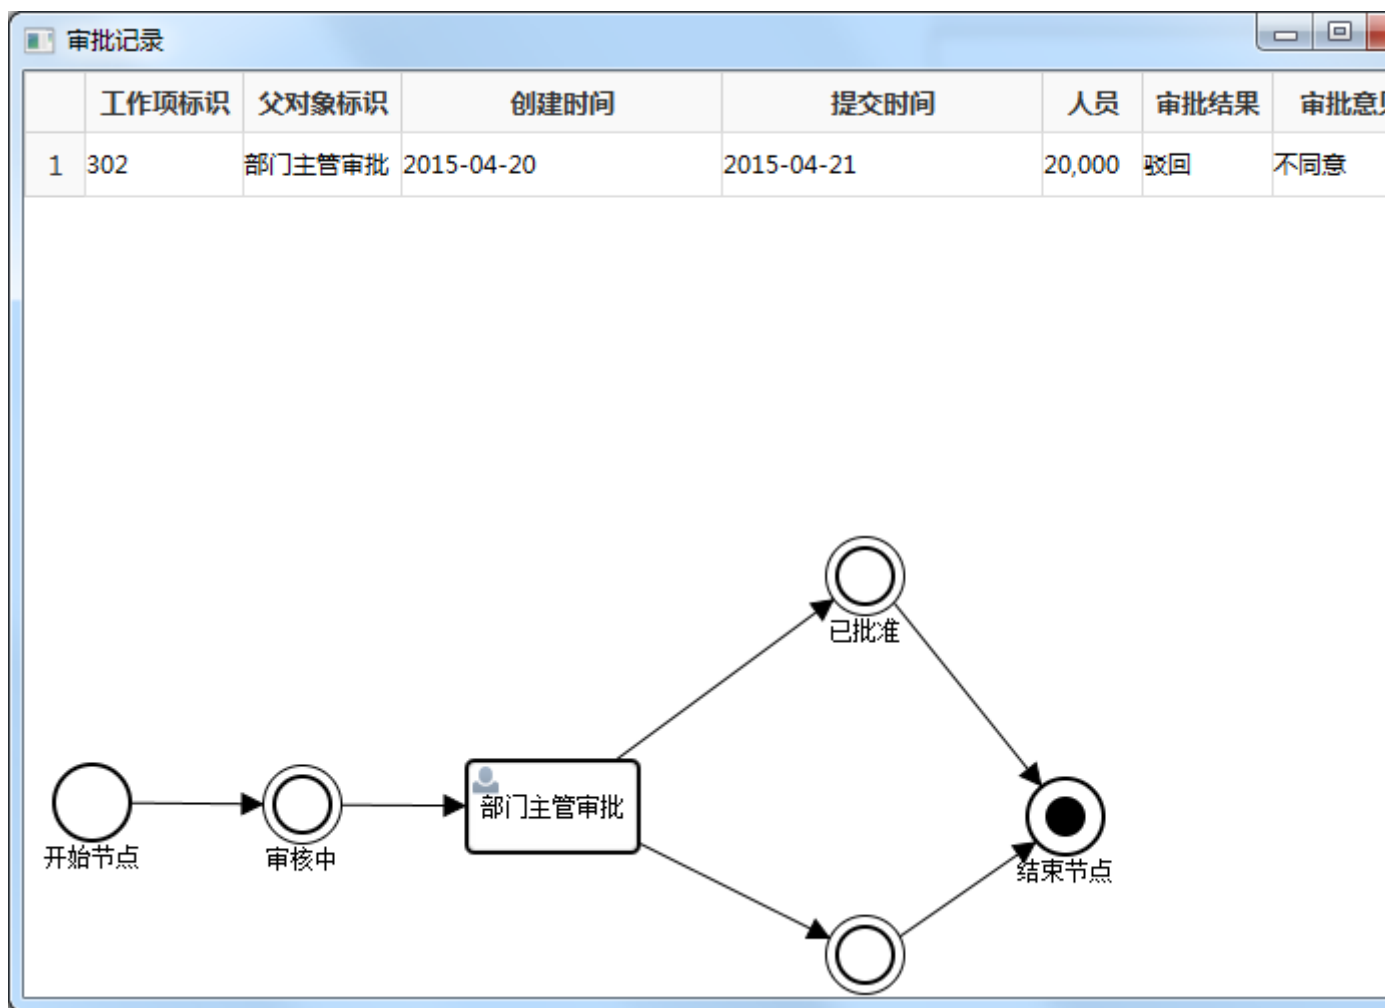 审批记录
工作项标识 父对象标识 创建时间 提交时间 人员 审批结果 审批意
1 302 部门主管审批 2015-04-20 2015-04-21 20,000 驳回 不同意
已批准
部门主管审批
开始节点
审核中
结束节点